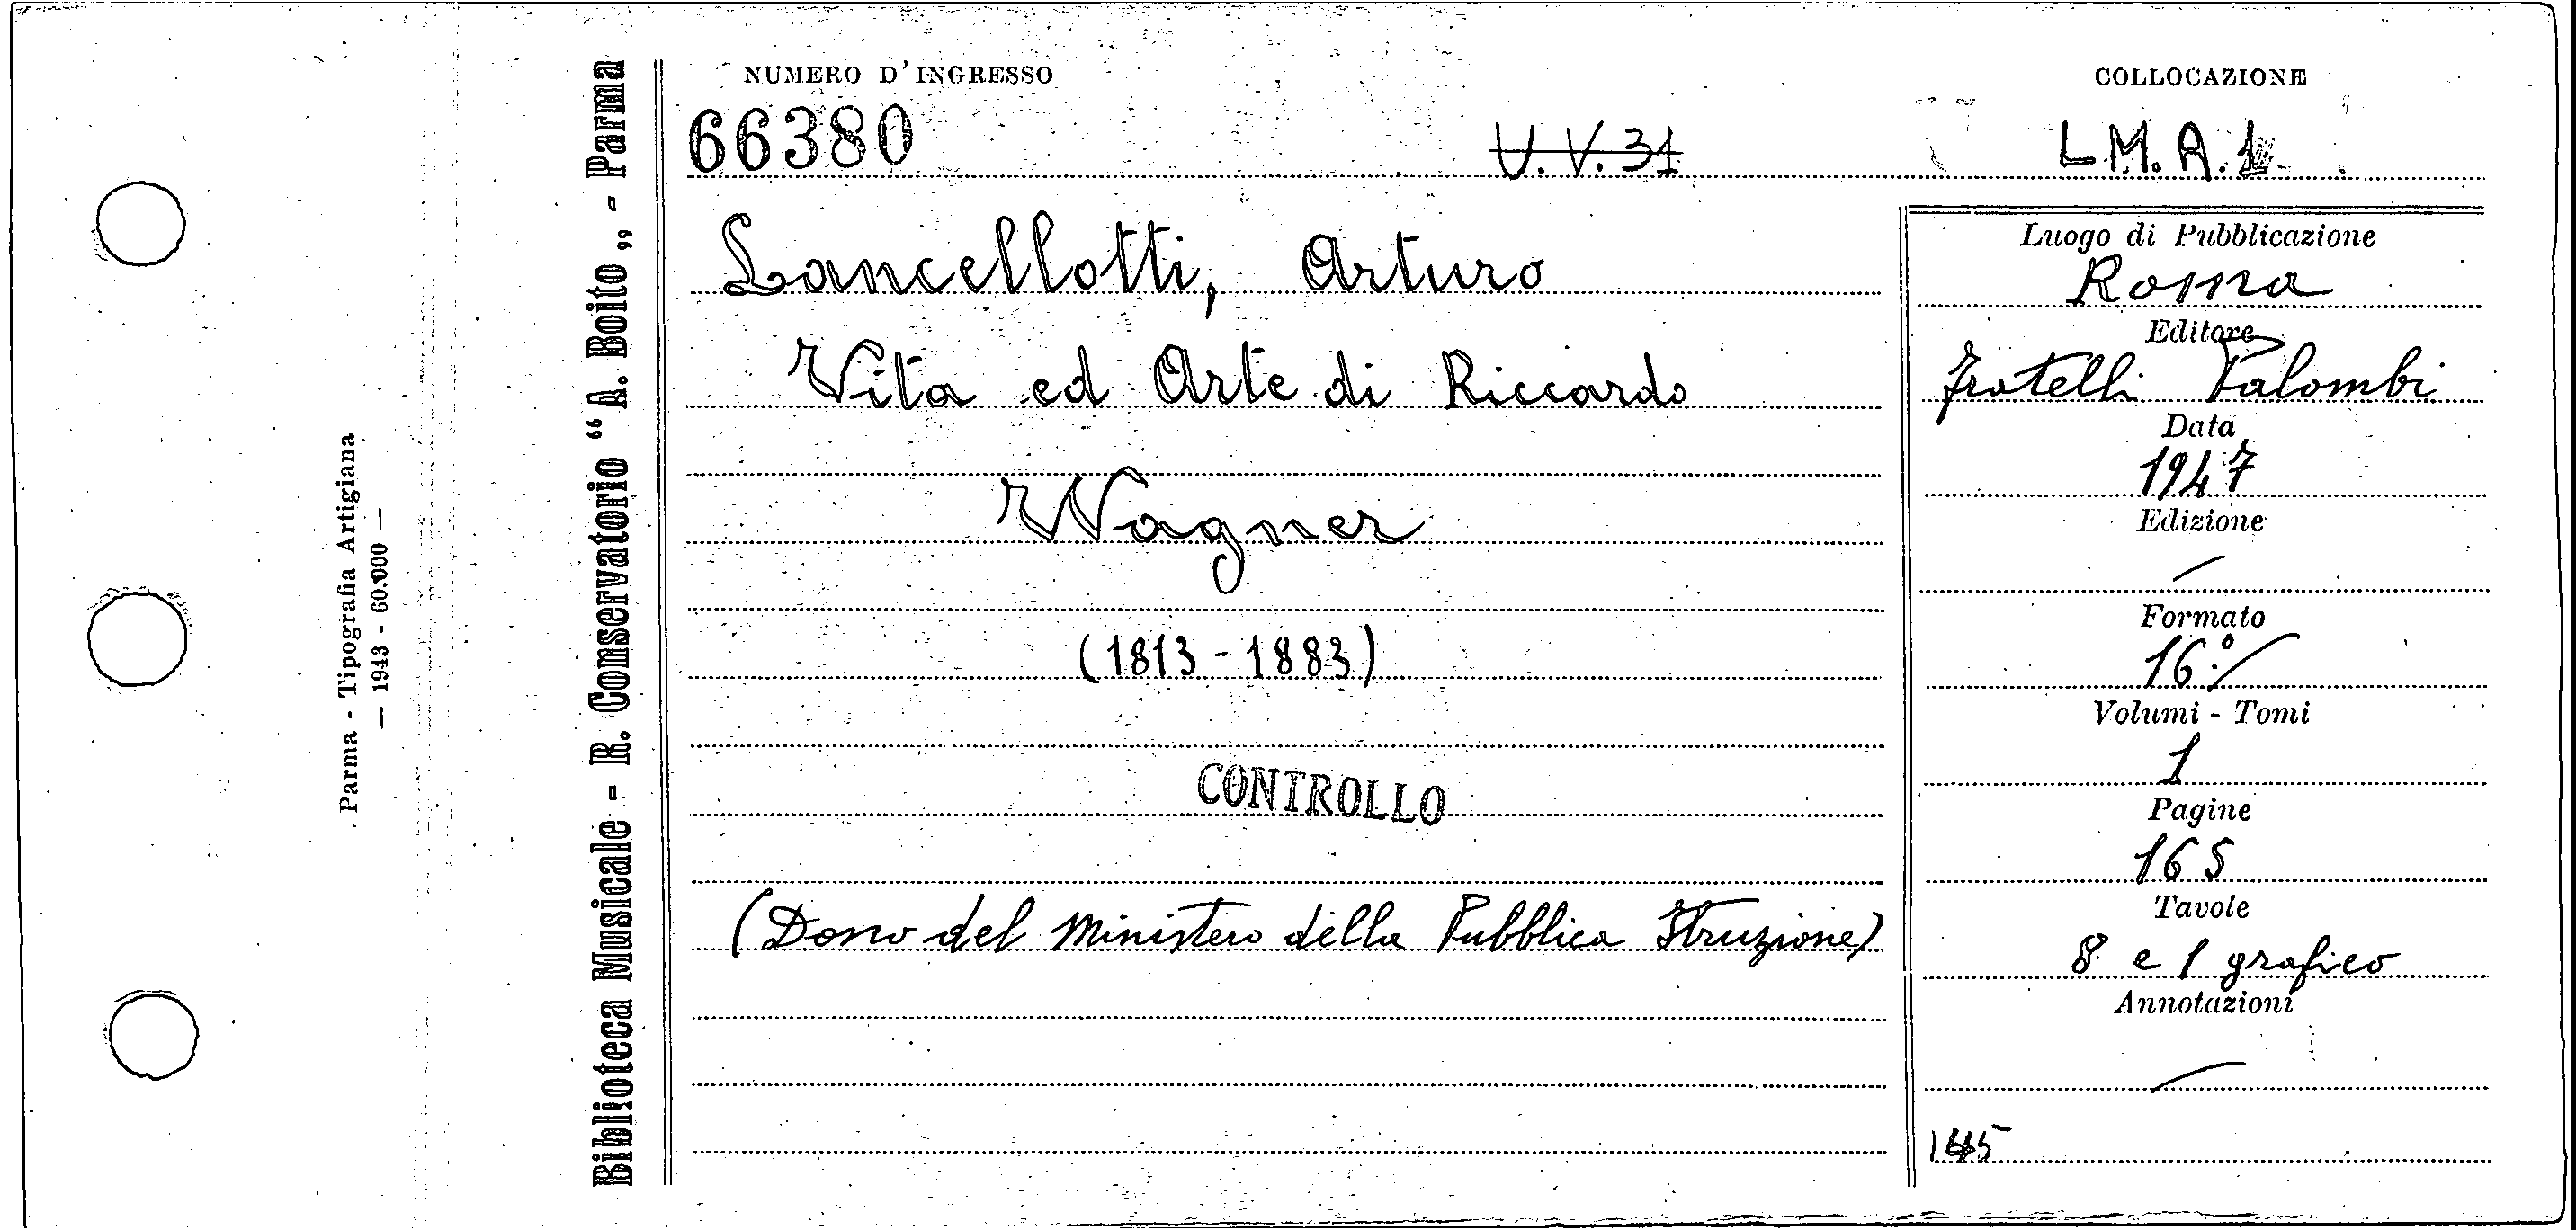 NUMERO D'INGRESSO
COLLOCAZIONE
66380
U.V.31
L.M.A.1
Lancellotti, Arturo
Vita ed Arte di Riccardo
Wagner
(1813 - 1883)
CONTROLLO
(Dono del Ministero della Pubblica Istruzione)
Luogo di Pubblicazione
Roma
Editore
Fratelli Palombi
Data
1947
Edizione
Formato
16º
Volumi - Tomi
1
Pagine
165
Tavole
8 e 1 grafico
Annotazioni
Biblioteca Musicale - R. Conservatorio "A. Boito„ - Parma
Parma - Tipografia Artigiana
— 1943 - 60.000 —